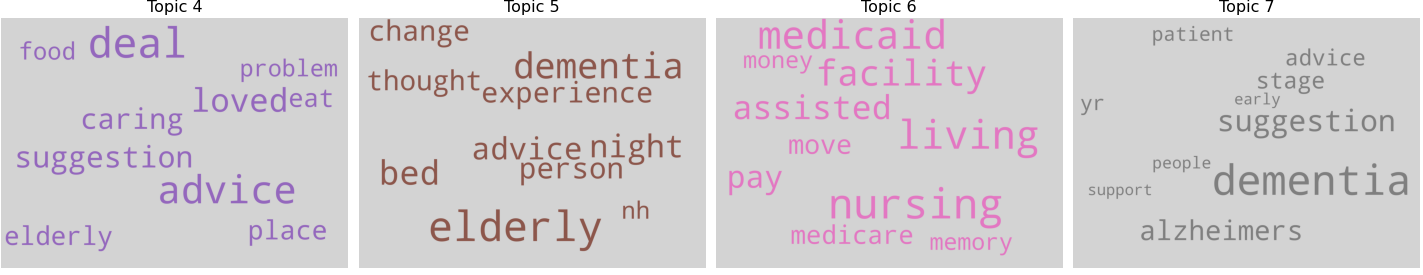 Topic 4
food deal
problem
loved eat
caring
suggestion
advice
elderly place
Topic 5
change
dementia
thought
experience
advice night
person
bed
nh
elderly
Topic 6
medicaid
money
facility
assisted
living
move
pay
nursing
medicare
memory
Topic 7
patient
advice
stage
early
yr
suggestion
people
dementia
support
alzheimers